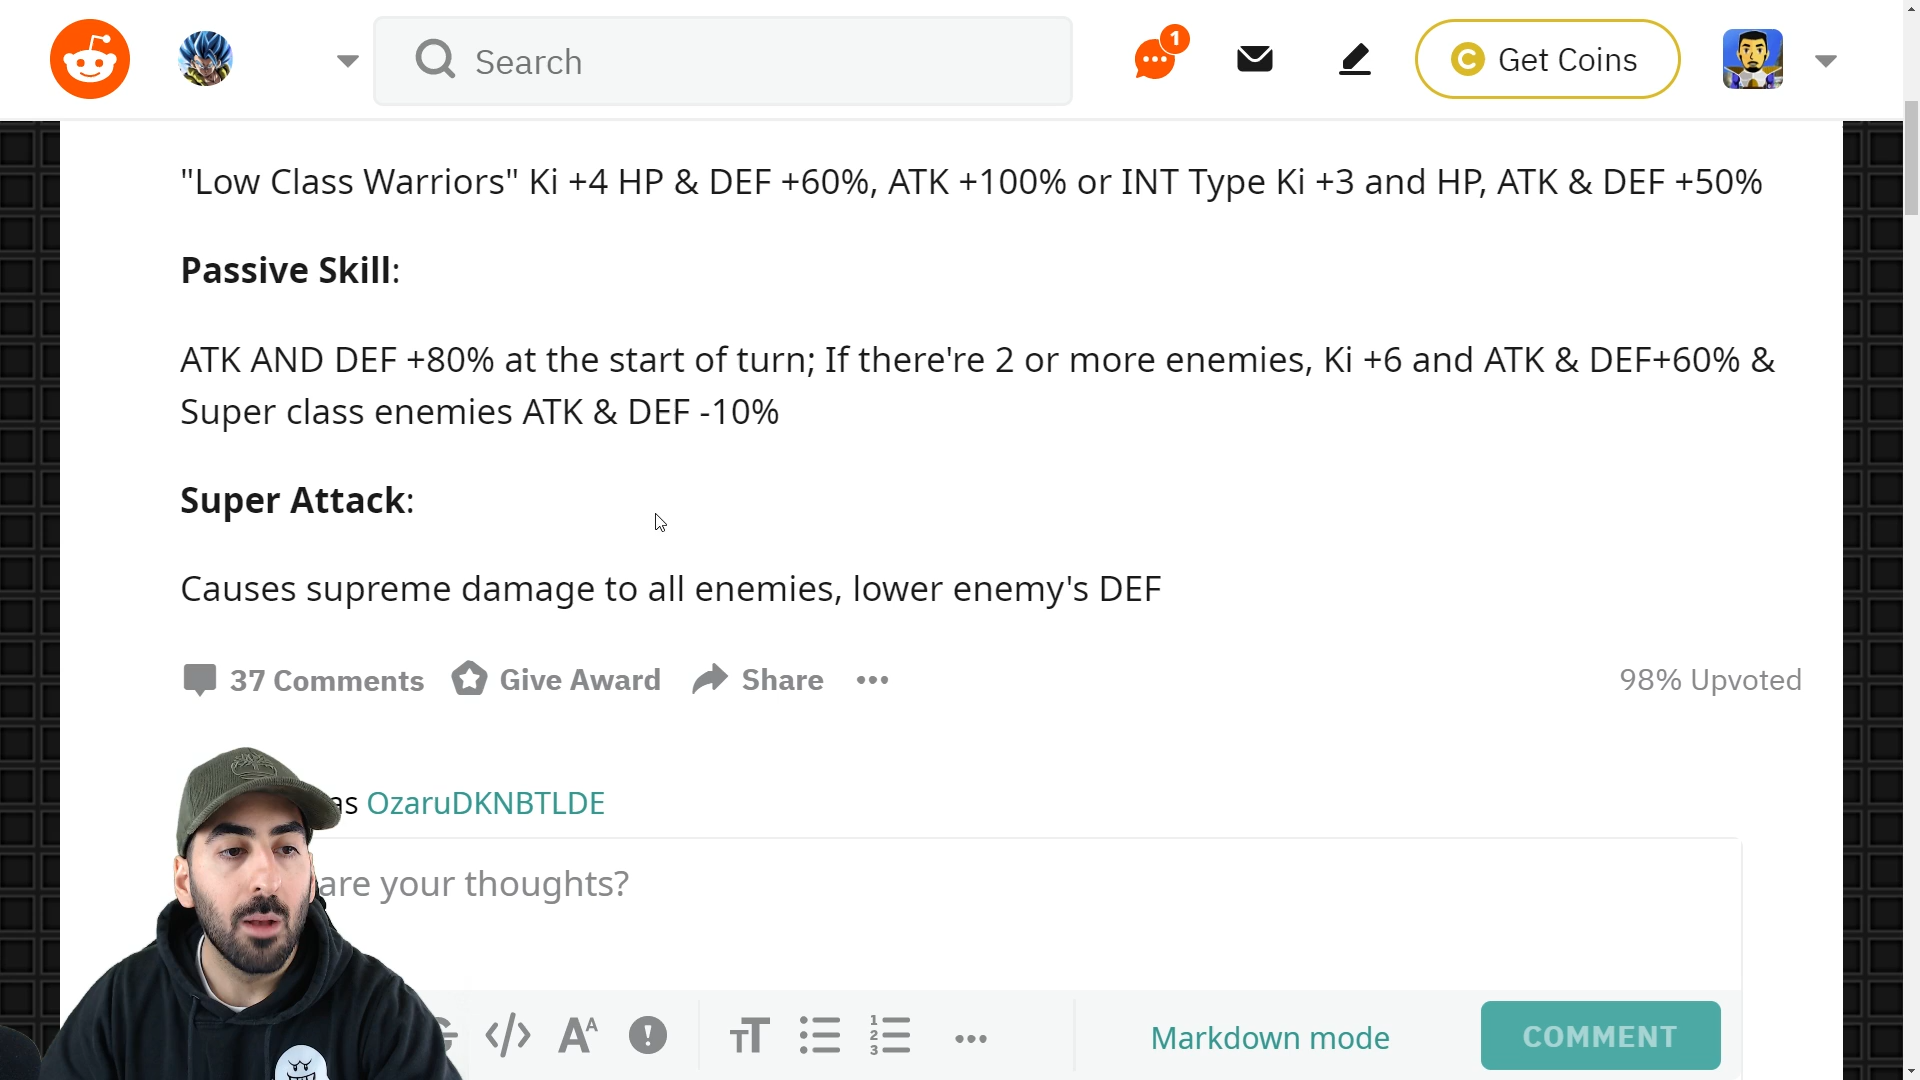 Search
1
Get Coins
"Low Class Warriors" Ki +4 HP & DEF +60%, ATK +100% or INT Type Ki +3 and HP, ATK & DEF +50%
Passive Skill:
ATK AND DEF +80% at the start of turn; If there're 2 or more enemies, Ki +6 and ATK & DEF+60% &
Super class enemies ATK & DEF -10%
Super Attack:
Causes supreme damage to all enemies, lower enemy's DEF
37 Comments Give Award Share 98% Upvoted
as OzaruDKNBTLDE
are your thoughts?
Markdown mode COMMENT